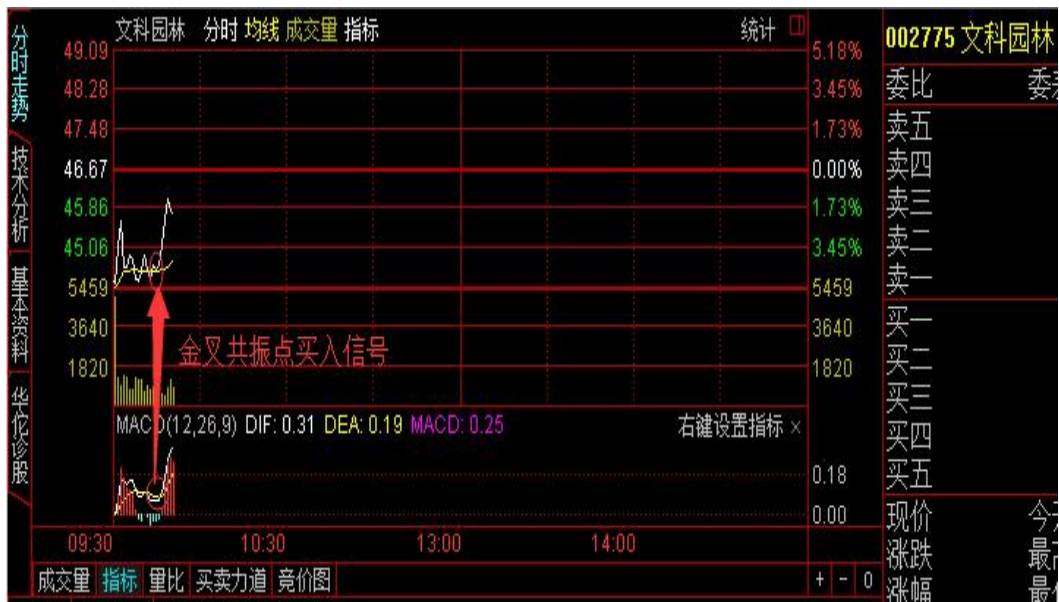 分时走势
技术分析
基本资料
华佗诊股
文科园林 分时 均线 成交量 指标 统计
49.09 5.18%
48.28 3.45%
47.48 1.73%
46.67 0.00%
45.86 1.73%
45.06 3.45%
5459 5459
3640 3640
1820 1820
金叉共振点买入信号
MACD(12,26,9) DIF: 0.31 DEA: 0.19 MACD: 0.25 右键设置指标 ×
0.18
0.00
09:30 10:30 13:00 14:00
成交量 指标 量比 买卖力道 竞价图 + - 0
002775 文科园林
委比 委
卖五
卖四
卖三
卖二
卖一
买一
买二
买三
买四
买五
现价 今
涨跌 最
涨幅 最